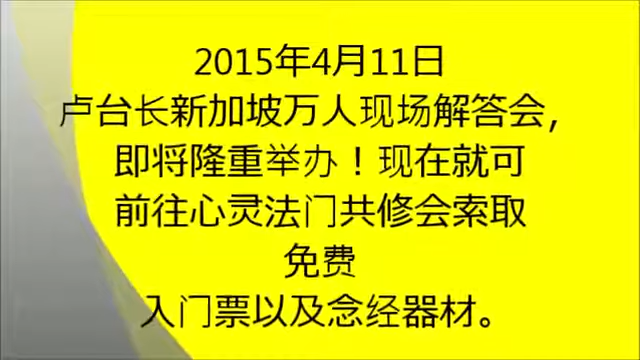 2015年4月11日
卢台长新加坡万人现场解答会，
即将隆重举办！现在就可
前往心灵法门共修会索取
免费
入门票以及念经器材。